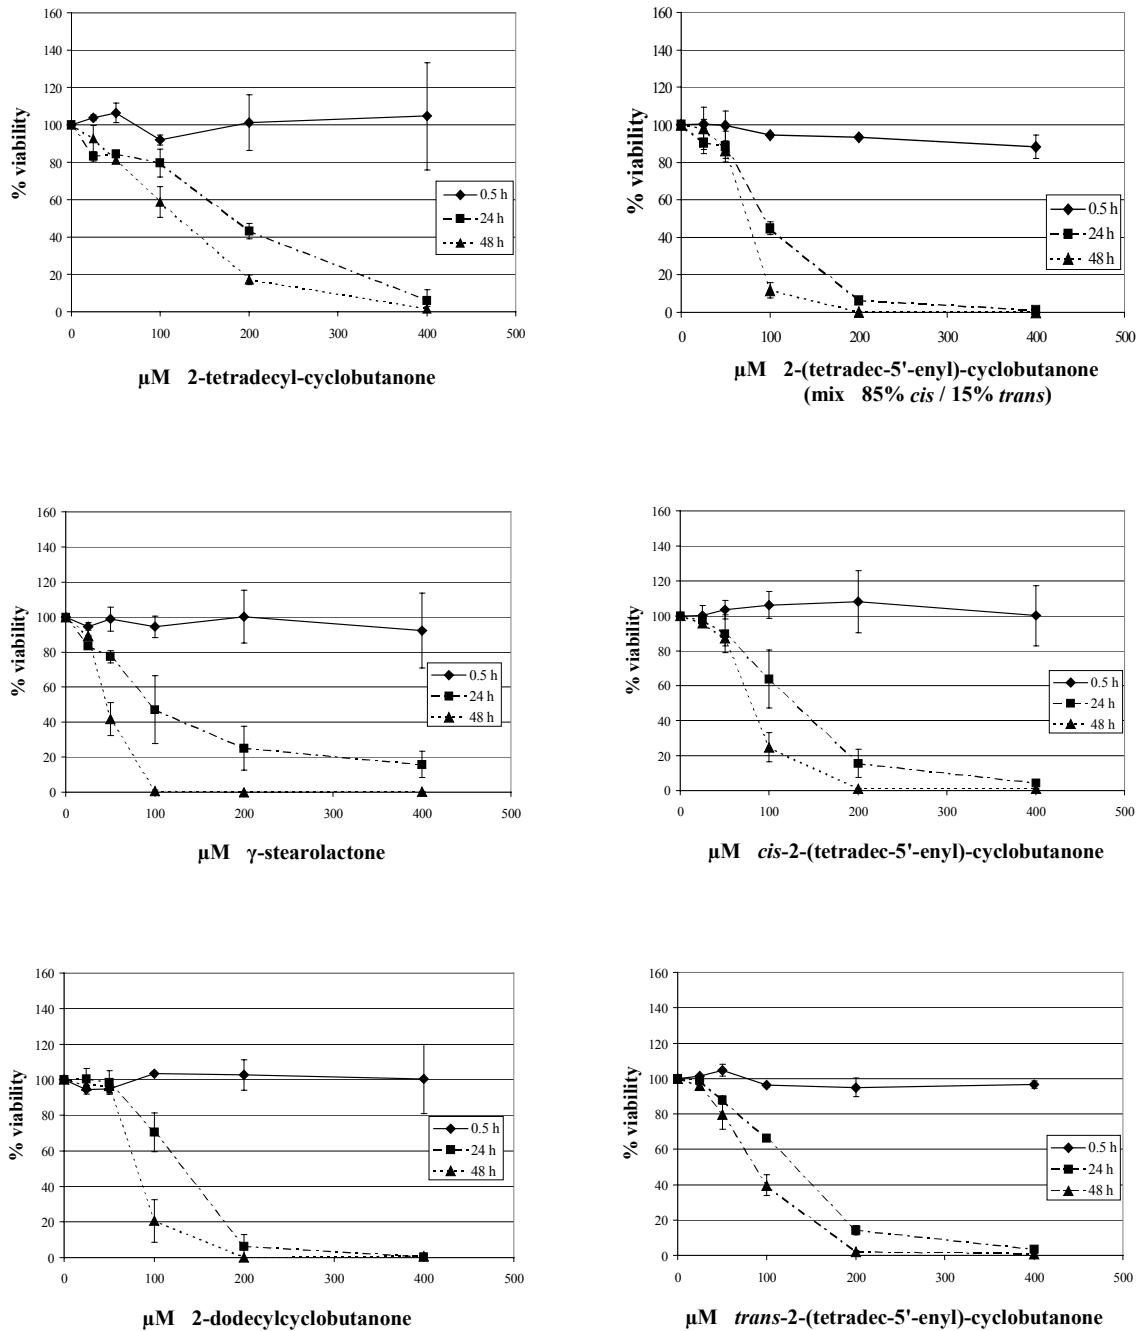 160
140
120
100
80
60
40
20
0
% viability
0 100 200 300 400 500
0.5 h
24 h
48 h
µM 2-tetradecyl-cyclobutanone
160
140
120
100
80
60
40
20
0
% viability
0 100 200 300 400 500
0.5 h
24 h
48 h
µM 2-(tetradec-5'-enyl)-cyclobutanone
(mix 85% cis / 15% trans)
160
140
120
100
80
60
40
20
0
% viability
0 100 200 300 400 500
0.5 h
24 h
48 h
µM γ-stearolactone
160
140
120
100
80
60
40
20
0
% viability
0 100 200 300 400 500
0.5 h
24 h
48 h
µM cis-2-(tetradec-5'-enyl)-cyclobutanone
160
140
120
100
80
60
40
20
0
% viability
0 100 200 300 400 500
0.5 h
24 h
48 h
µM 2-dodecylcyclobutanone
160
140
120
100
80
60
40
20
0
% viability
0 100 200 300 400 500
0.5 h
24 h
48 h
µM trans-2-(tetradec-5'-enyl)-cyclobutanone